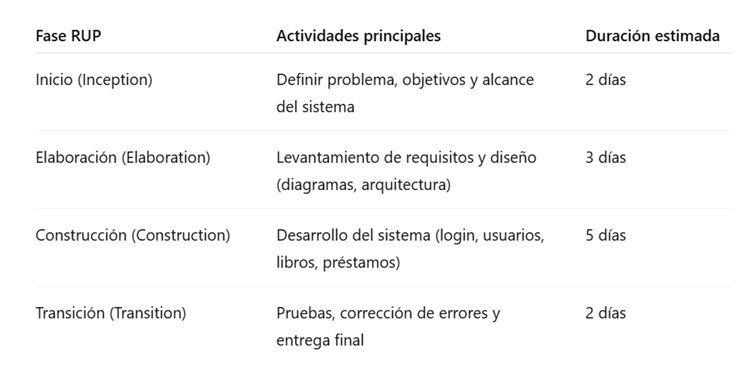 Fase RUP Actividades principales Duración estimada
Inicio (Inception) Definir problema, objetivos y alcance 2 días
del sistema
Elaboración (Elaboration) Levantamiento de requisitos y diseño 3 días
(diagramas, arquitectura)
Construcción (Construction) Desarrollo del sistema (login, usuarios, 5 días
libros, préstamos)
Transición (Transition) Pruebas, corrección de errores y 2 días
entrega final